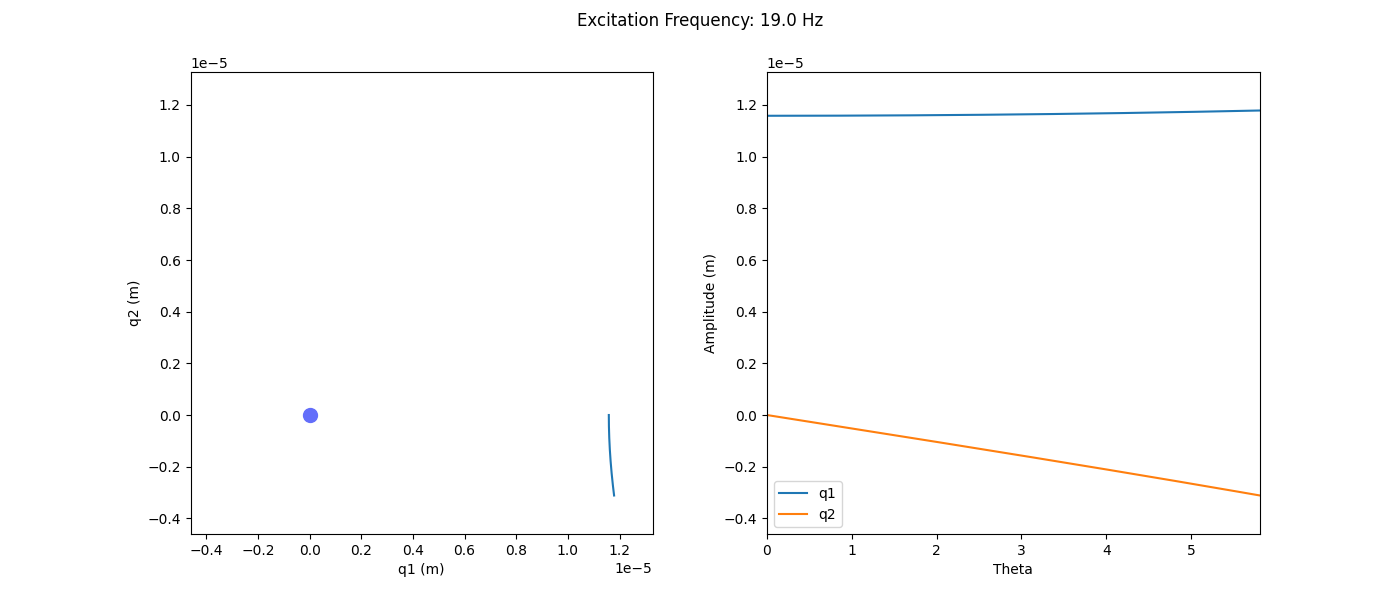 Excitation Frequency: 19.0 Hz
1e−5
1.2
1.0
0.8
0.6
0.4
0.2
0.0
−0.2
−0.4
q2 (m)
−0.4 −0.2 0.0 0.2 0.4 0.6 0.8 1.0 1.2
1e−5
q1 (m)
1e−5
1.2
1.0
0.8
0.6
0.4
0.2
0.0
−0.2
−0.4
Amplitude (m)
q1
q2
0 1 2 3 4 5
Theta